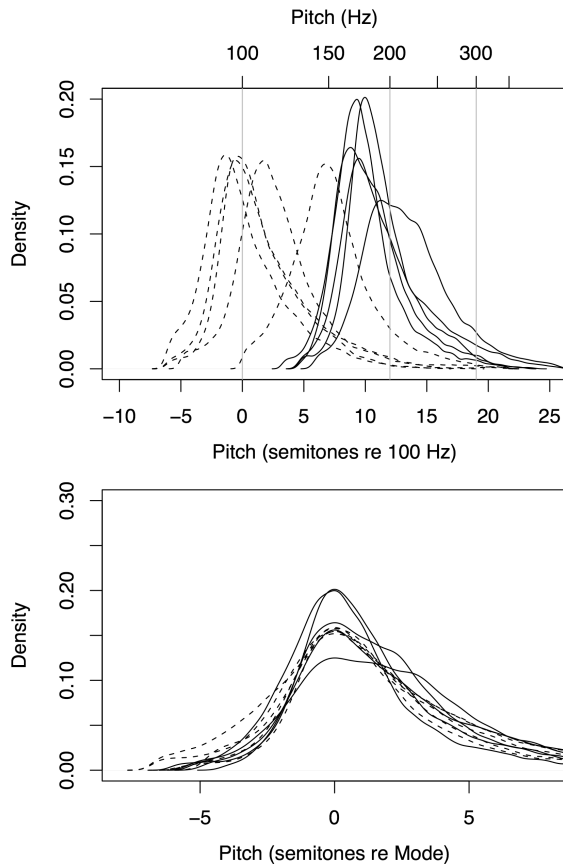 Pitch (Hz)
100 150 200 300
0.20
0.15
0.10
0.05
0.00
Density
−10 −5 0 5 10 15 20 25
Pitch (semitones re 100 Hz)
0.30
0.20
0.10
0.00
Density
−5 0 5
Pitch (semitones re Mode)